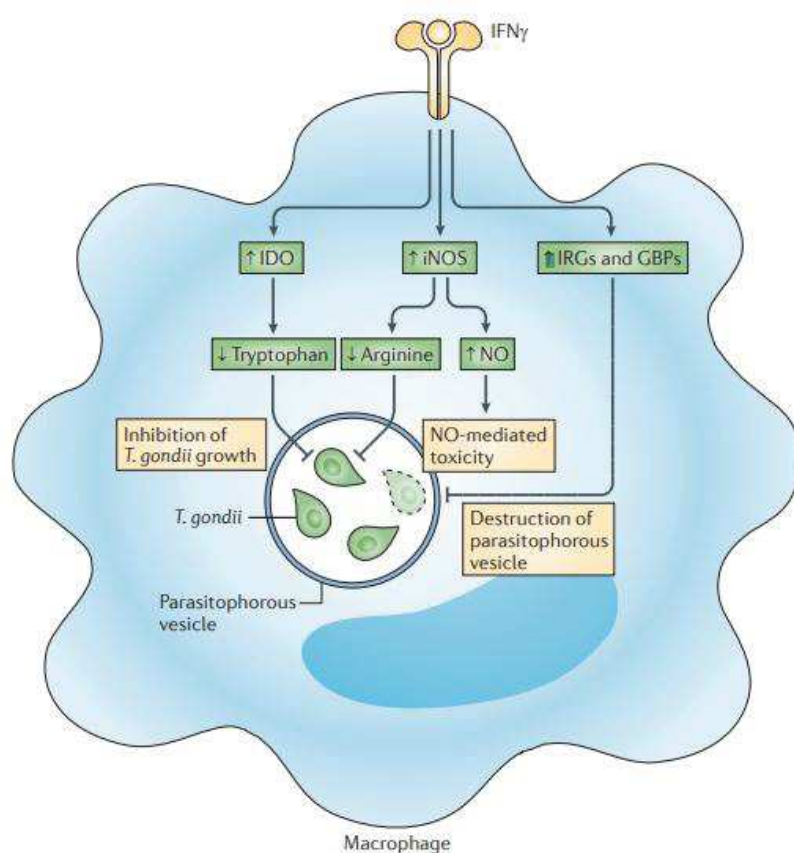 IFNγ
↑ IDO
↑ iNOS
↑ IRGs and GBPs
↓ Tryptophan
↓ Arginine
↑ NO
Inhibition of
T. gondii growth
NO-mediated
toxicity
T. gondii
Destruction of
parasitophorous
vesicle
Parasitophorous
vesicle
Macrophage